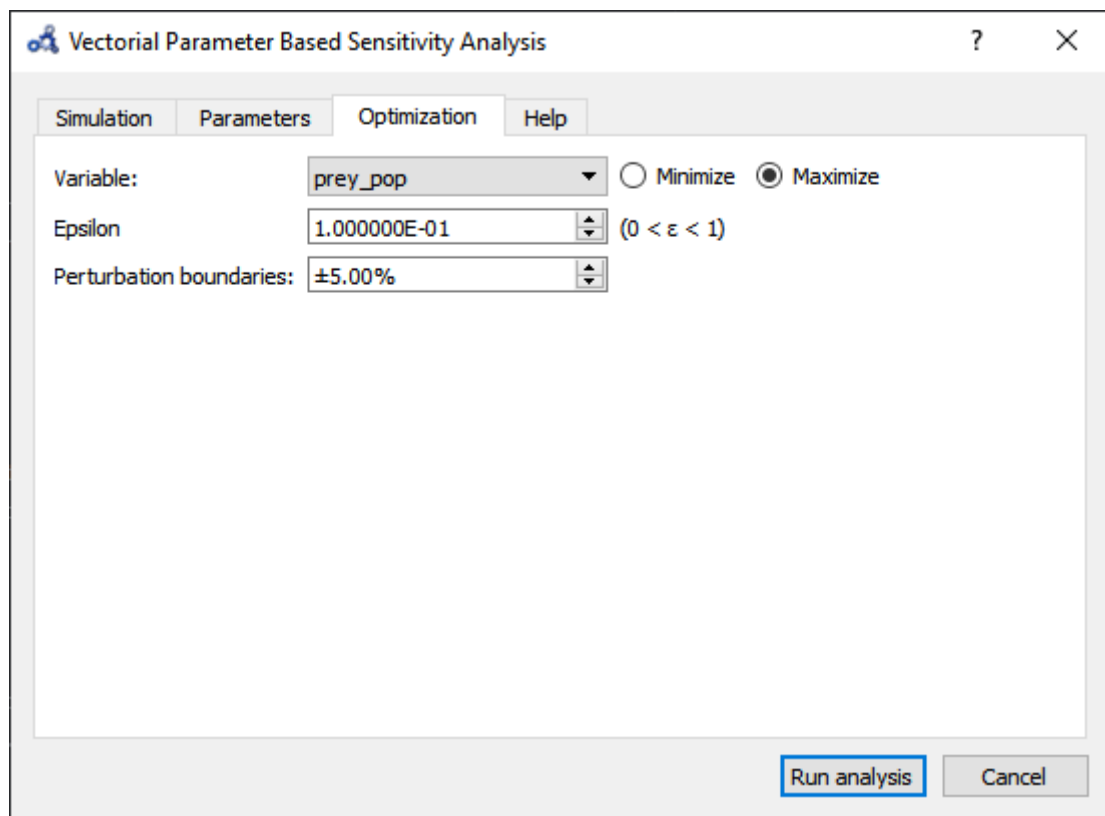 Vectorial Parameter Based Sensitivity Analysis ?
Simulation Parameters Optimization Help
Variable: prey_pop Minimize Maximize
Epsilon 1.000000E-01 (0 < ε < 1)
Perturbation boundaries: ±5.00%
Run analysis Cancel